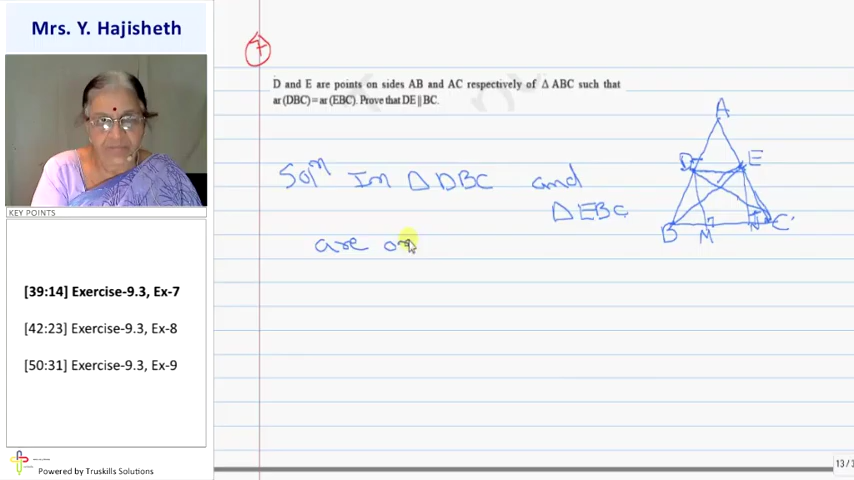 Mrs. Y. Hajisheth
KEY POINTS
[39:14] Exercise-9.3, Ex-7
[42:23] Exercise-9.3, Ex-8
[50:31] Exercise-9.3, Ex-9
Powered by Truskills Solutions
7
D and E are points on sides AB and AC respectively of Δ ABC such that
ar (DBC) = ar (EBC). Prove that DE || BC.
Solⁿ In Δ DBC and
Δ EBC
are on
A
D E
B M N C
13/1